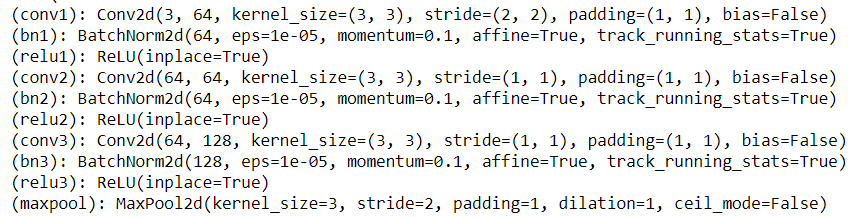 (conv1): Conv2d(3, 64, kernel_size=(3, 3), stride=(2, 2), padding=(1, 1), bias=False)
(bn1): BatchNorm2d(64, eps=1e-05, momentum=0.1, affine=True, track_running_stats=True)
(relu1): ReLU(inplace=True)
(conv2): Conv2d(64, 64, kernel_size=(3, 3), stride=(1, 1), padding=(1, 1), bias=False)
(bn2): BatchNorm2d(64, eps=1e-05, momentum=0.1, affine=True, track_running_stats=True)
(relu2): ReLU(inplace=True)
(conv3): Conv2d(64, 128, kernel_size=(3, 3), stride=(1, 1), padding=(1, 1), bias=False)
(bn3): BatchNorm2d(128, eps=1e-05, momentum=0.1, affine=True, track_running_stats=True)
(relu3): ReLU(inplace=True)
(maxpool): MaxPool2d(kernel_size=3, stride=2, padding=1, dilation=1, ceil_mode=False)